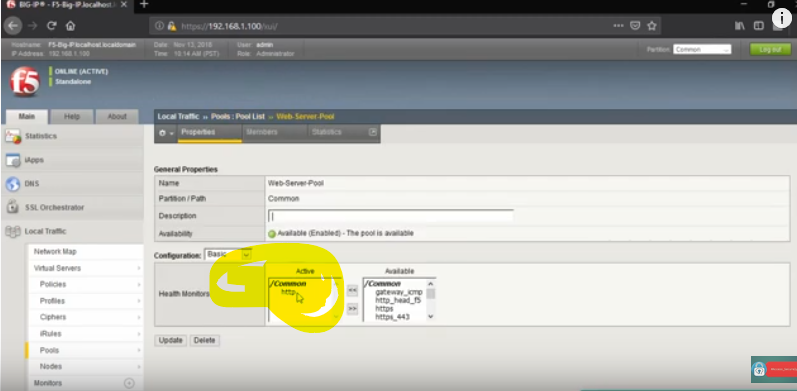 BIG-IP® - F5-Big-IP.localhost.l
https://192.168.1.100/xui/
Hostname: F5-Big-IP.localhost.localdomain
IP Address: 192.168.1.100
Date: Nov 13, 2018
Time: 10:14 AM (PST)
User: admin
Role: Administrator
Partition: Common
Log out
f5
ONLINE (ACTIVE)
Standalone
Main
Help
About
Local Traffic » Pools : Pool List » Web-Server-Pool
Properties
Members
Statistics
Statistics
iApps
DNS
SSL Orchestrator
Local Traffic
Network Map
Virtual Servers
Policies
Profiles
Ciphers
iRules
Pools
Nodes
Monitors
General Properties
Name
Web-Server-Pool
Partition / Path
Common
Description
Availability
Available (Enabled) - The pool is available
Configuration: Basic
Health Monitors
Active
/Common
http
<<
>>
Available
/Common
gateway_icmp
http_head_f5
https
https_443
Update
Delete